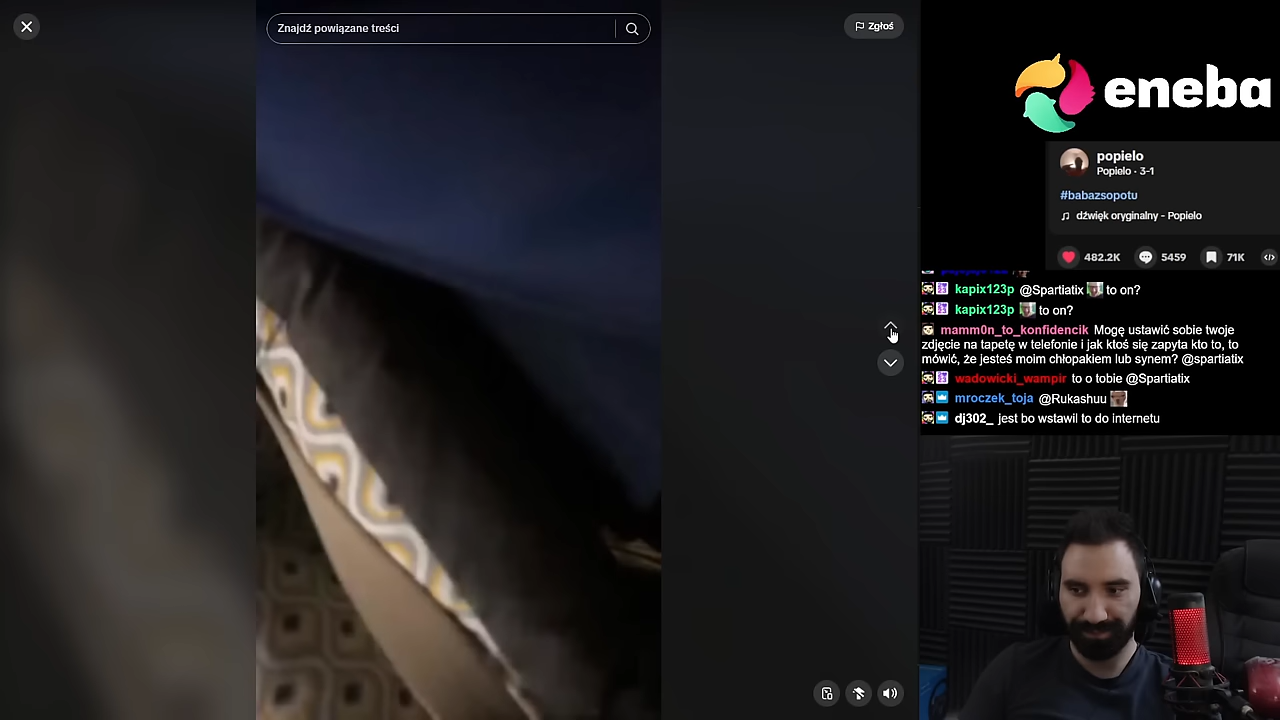 Znajdź powiązane treści
Zgłoś
eneba
popielo
Popielo · 3-1
#babazsopotu
dźwięk oryginalny - Popielo
482.2K
5459
71K
kapix123p @Spartiatix to on?
kapix123p to on?
mamm0n_to_konfidencik Mogę ustawić sobie twoje
zdjęcie na tapetę w telefonie i jak ktoś się zapyta kto to, to
mówić, że jesteś moim chłopakiem lub synem? @spartiatix
wadowicki_wampir to o tobie @Spartiatix
mroczek_toja @Rukashuu
dj302_ jest bo wstawil to do internetu